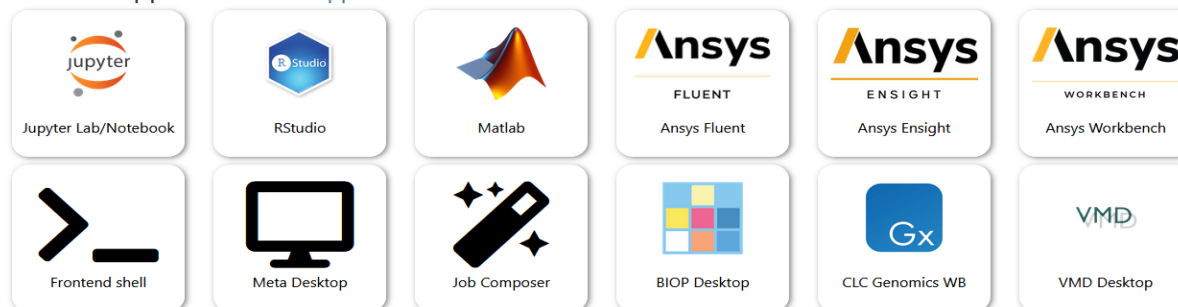 jupyter
R Studio
Ansys
Ansys
Ansys
FLUENT
ENSIGHT
WORKBENCH
Jupyter Lab/Notebook
RStudio
Matlab
Ansys Fluent
Ansys Ensight
Ansys Workbench
Gx
VMD
Frontend shell
Meta Desktop
Job Composer
BIOP Desktop
CLC Genomics WB
VMD Desktop